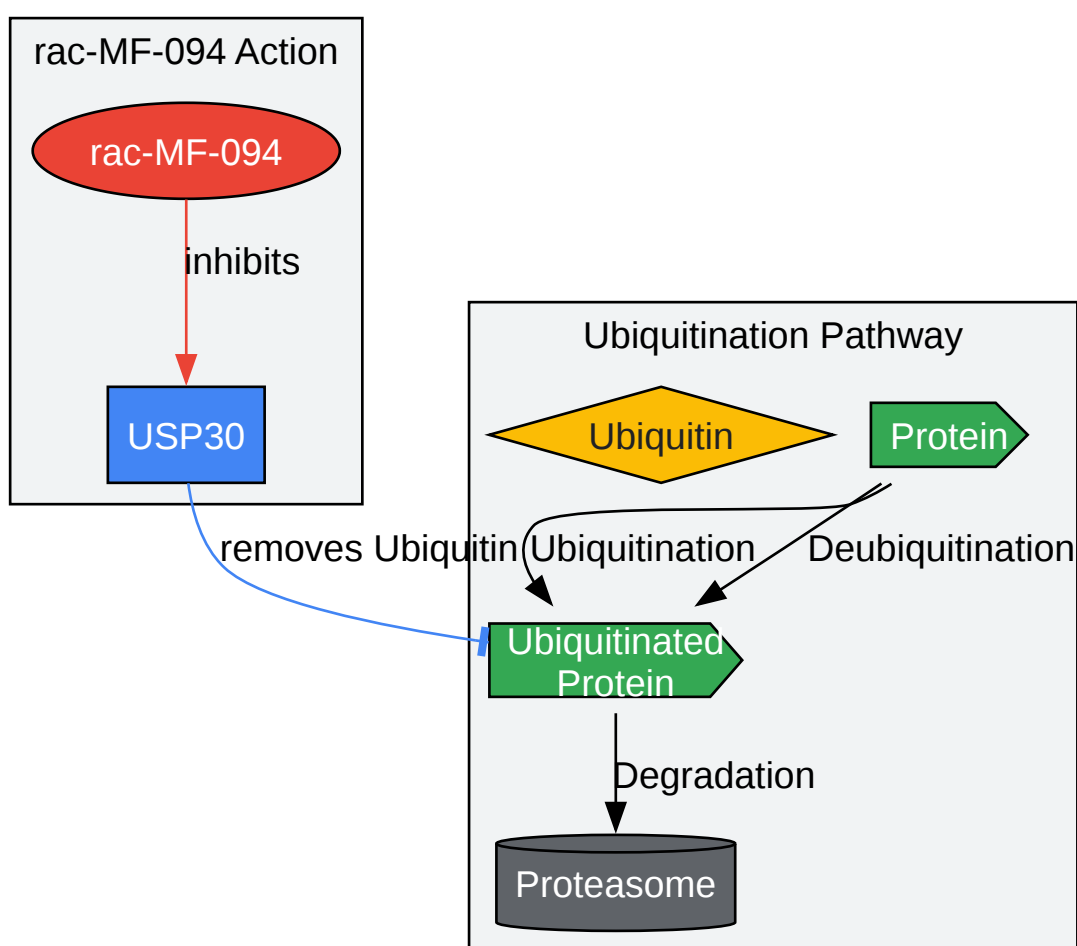 rac-MF-094 Action
rac-MF-094
inhibits
USP30
Ubiquitination Pathway
Ubiquitin
Protein
removes Ubiquitin
Ubiquitination
Deubiquitination
Ubiquitinated
Protein
Degradation
Proteasome